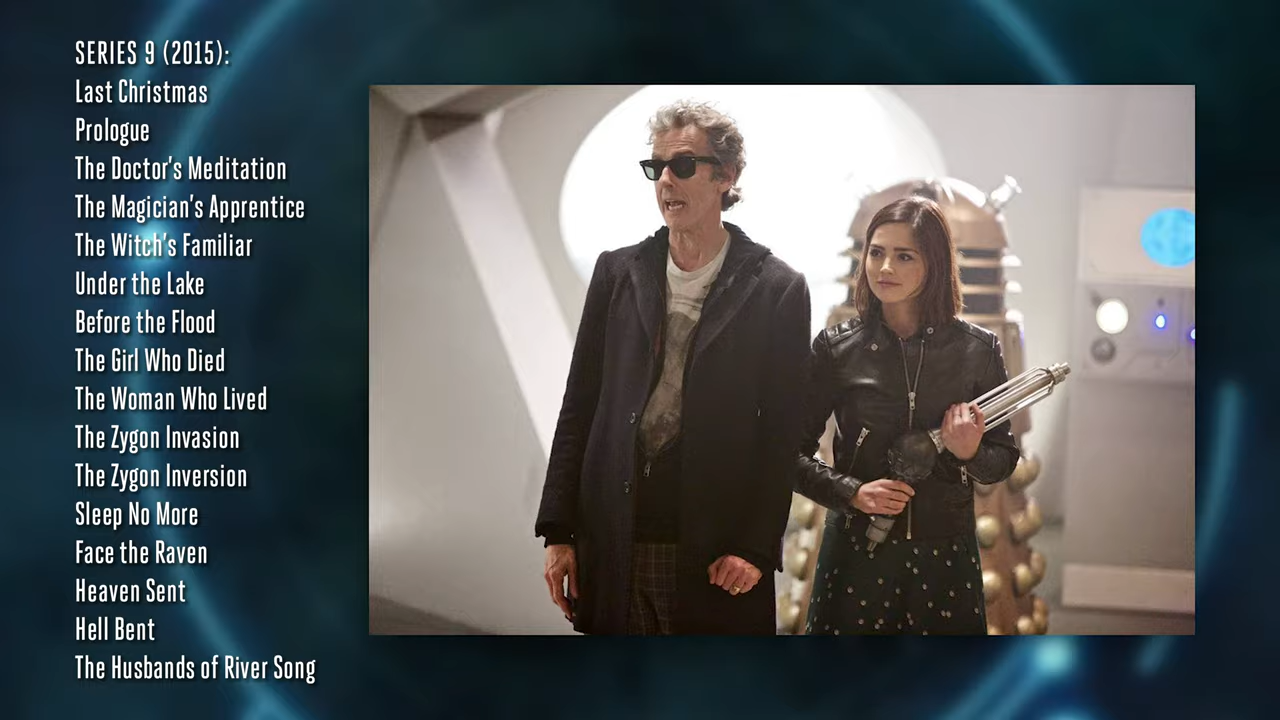 SERIES 9 (2015):
Last Christmas
Prologue
The Doctor's Meditation
The Magician's Apprentice
The Witch's Familiar
Under the Lake
Before the Flood
The Girl Who Died
The Woman Who Lived
The Zygon Invasion
The Zygon Inversion
Sleep No More
Face the Raven
Heaven Sent
Hell Bent
The Husbands of River Song